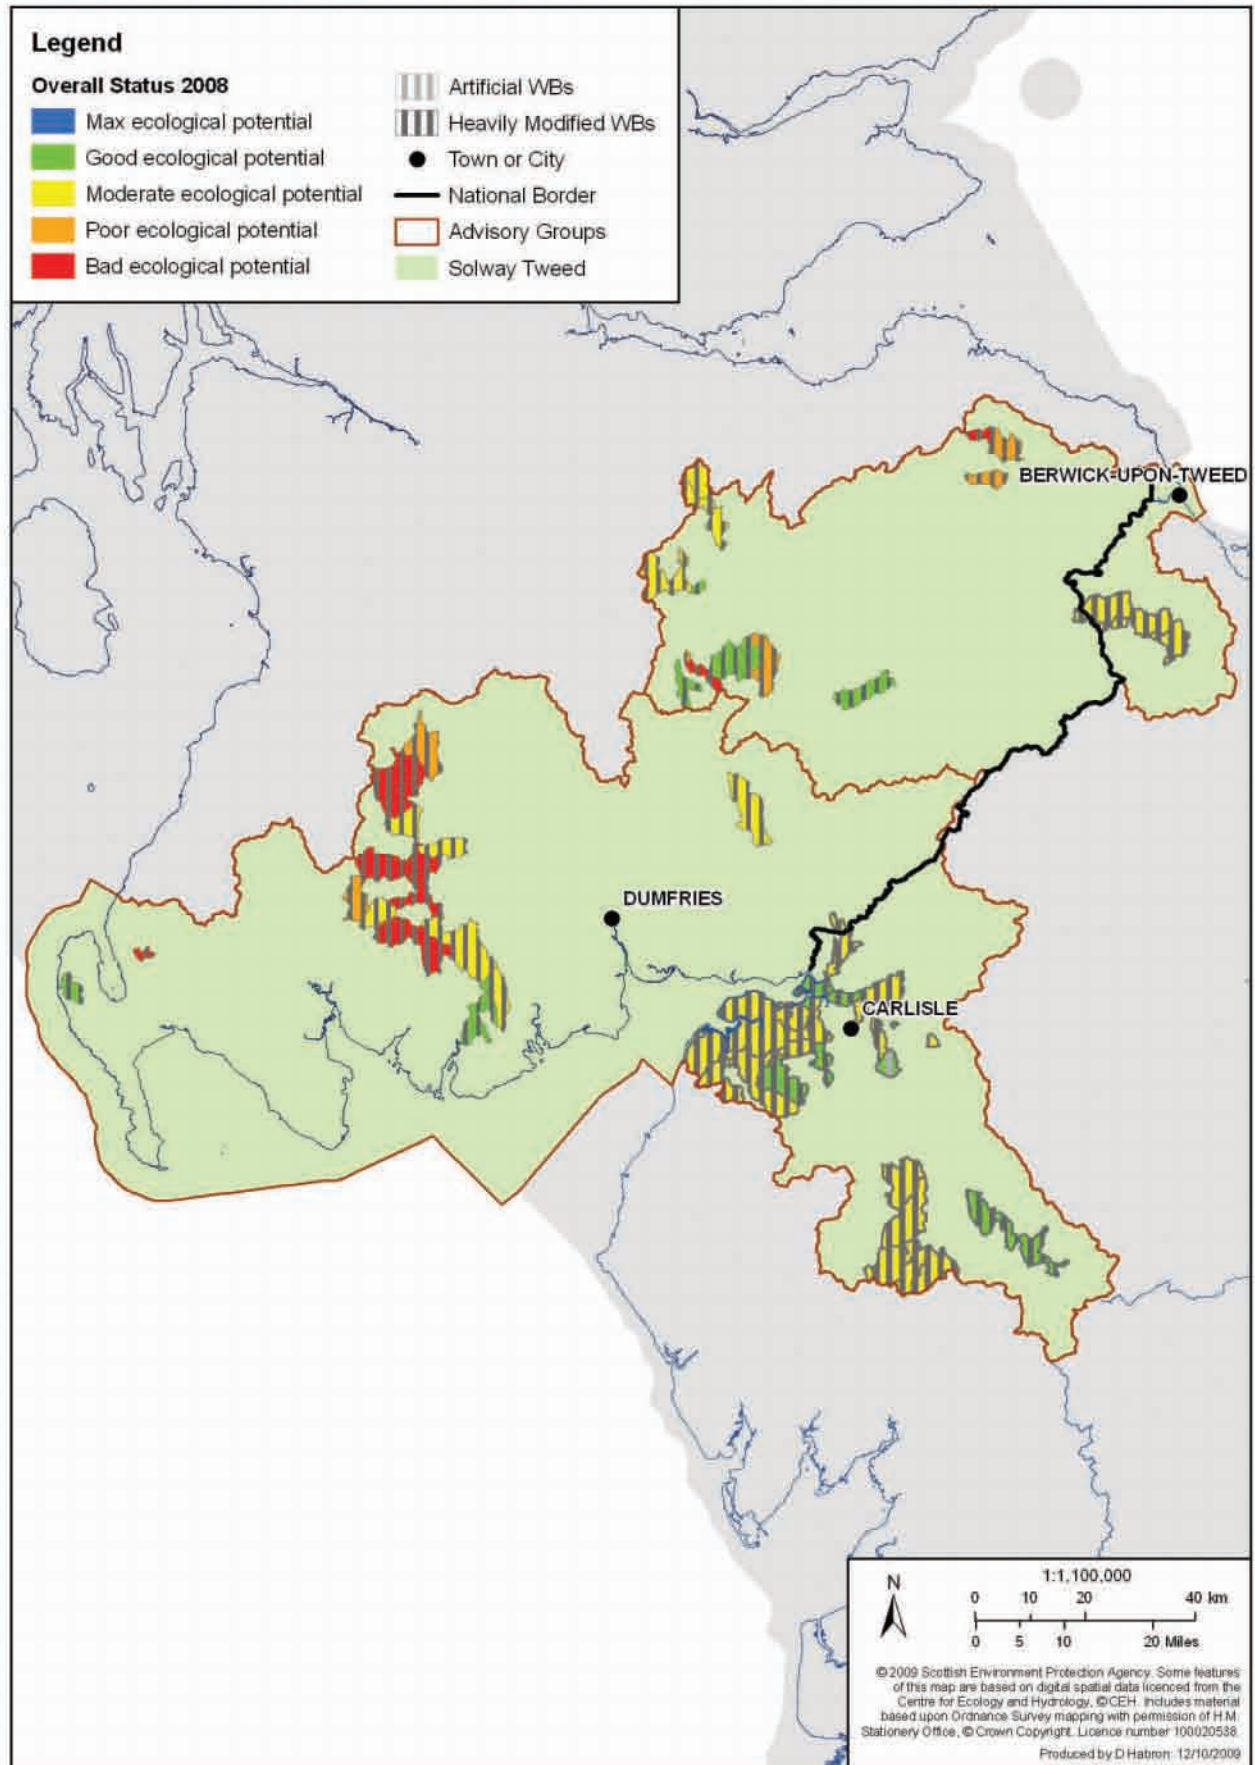 Legend
Overall Status 2008
Max ecological potential
Good ecological potential
Moderate ecological potential
Poor ecological potential
Bad ecological potential
Artificial WBs
Heavily Modified WBs
Town or City
National Border
Advisory Groups
Solway Tweed
BERWICK-UPON-TWEED
DUMFRIES
CARLISLE
N
1:1,100,000
0 10 20 40 km
0 5 10 20 Miles
© 2009 Scottish Environment Protection Agency. Some features
of this map are based on digital spatial data licenced from the
Centre for Ecology and Hydrology, © CEH. Includes material
based upon Ordnance Survey mapping with permission of H.M.
Stationery Office, © Crown Copyright. Licence number 100020538.
Produced by D Habron: 12/10/2009